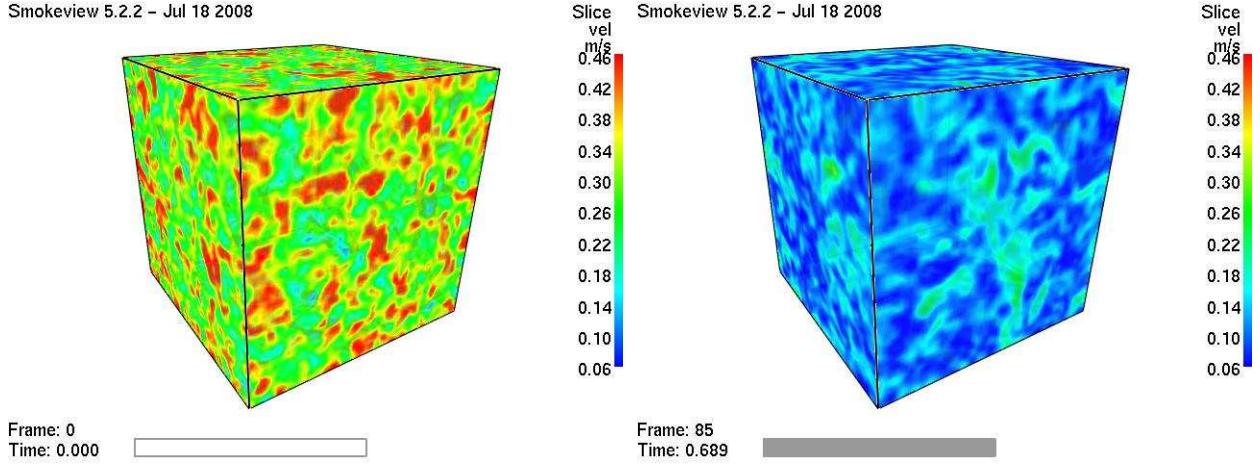 Smokeview 5.2.2 – Jul 18 2008
Slice
vel
m/s
0.46
0.42
0.38
0.34
0.30
0.26
0.22
0.18
0.14
0.10
0.06
Frame: 0
Time: 0.000
Smokeview 5.2.2 – Jul 18 2008
Slice
vel
m/s
0.46
0.42
0.38
0.34
0.30
0.26
0.22
0.18
0.14
0.10
0.06
Frame: 85
Time: 0.689